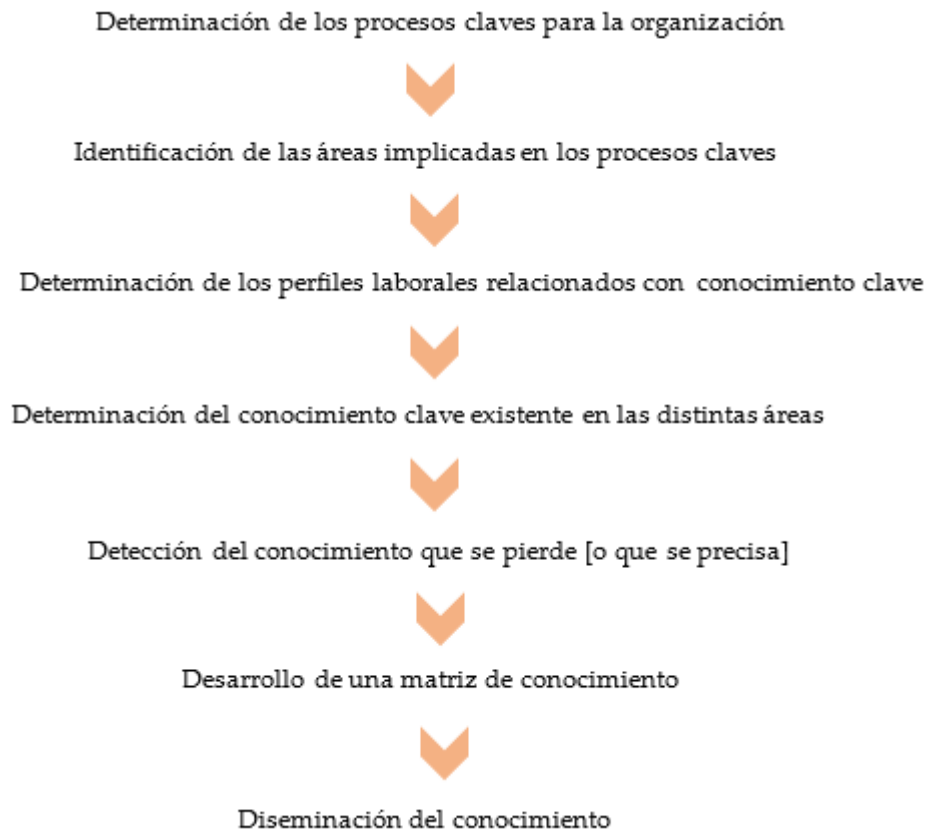 Determinación de los procesos claves para la organización
Identificación de las áreas implicadas en los procesos claves
Determinación de los perfiles laborales relacionados con conocimiento clave
Determinación del conocimiento clave existente en las distintas áreas
Detección del conocimiento que se pierde [o que se precisa]
Desarrollo de una matriz de conocimiento
Diseminación del conocimiento